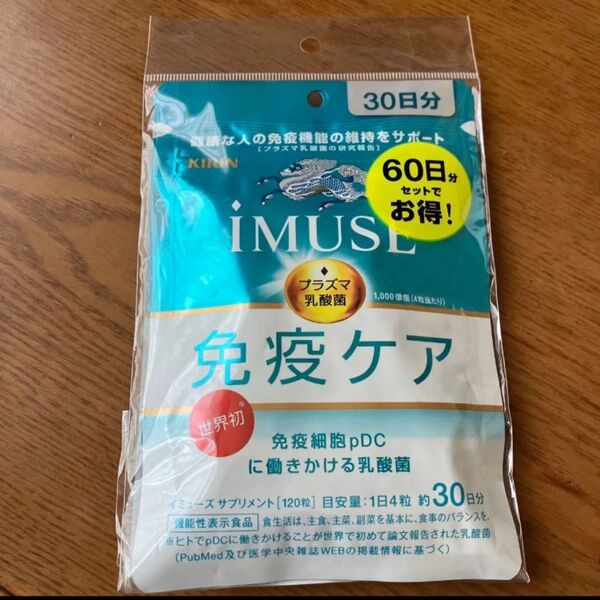 30日分
健康な人の免疫機能の維持をサポート
[プラズマ乳酸菌の研究報告]
KIRIN
60日分
セットで
お得!
iMUSE
プラズマ
乳酸菌
1,000億個(4粒当たり)
免疫ケア
世界初※
免疫細胞pDC
に働きかける乳酸菌
イミューズ サプリメント[120粒] 目安量:1日4粒 約30日分
機能性表示食品 食生活は、主食、主菜、副菜を基本に、食事のバランスを。
※ヒトでpDCに働きかけることが世界で初めて論文報告された乳酸菌
(PubMed及び医学中央雑誌WEBの掲載情報に基づく)